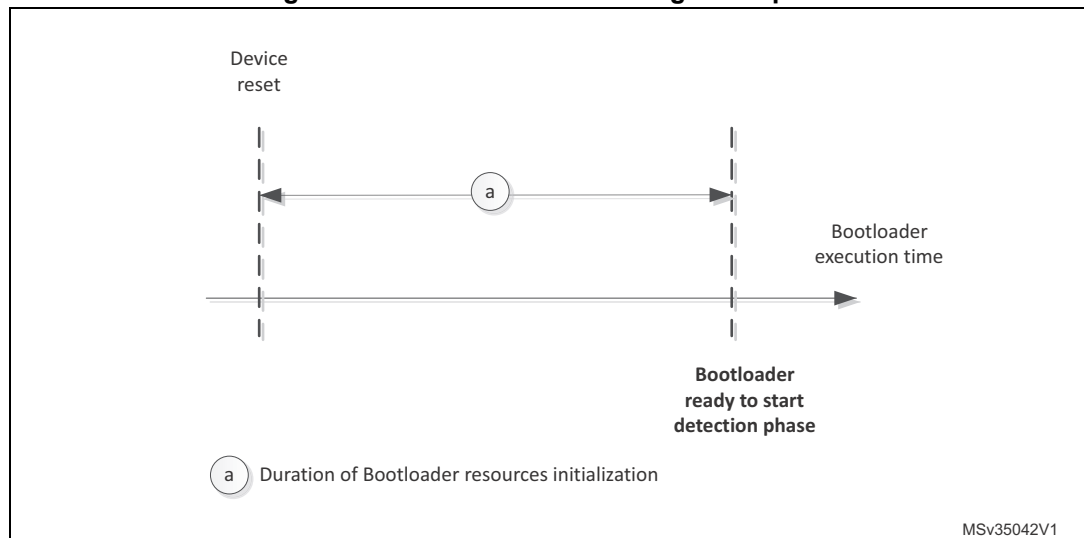 Device
reset
a
Bootloader
execution time
Bootloader
ready to start
detection phase
a Duration of Bootloader resources initialization
MSv35042V1